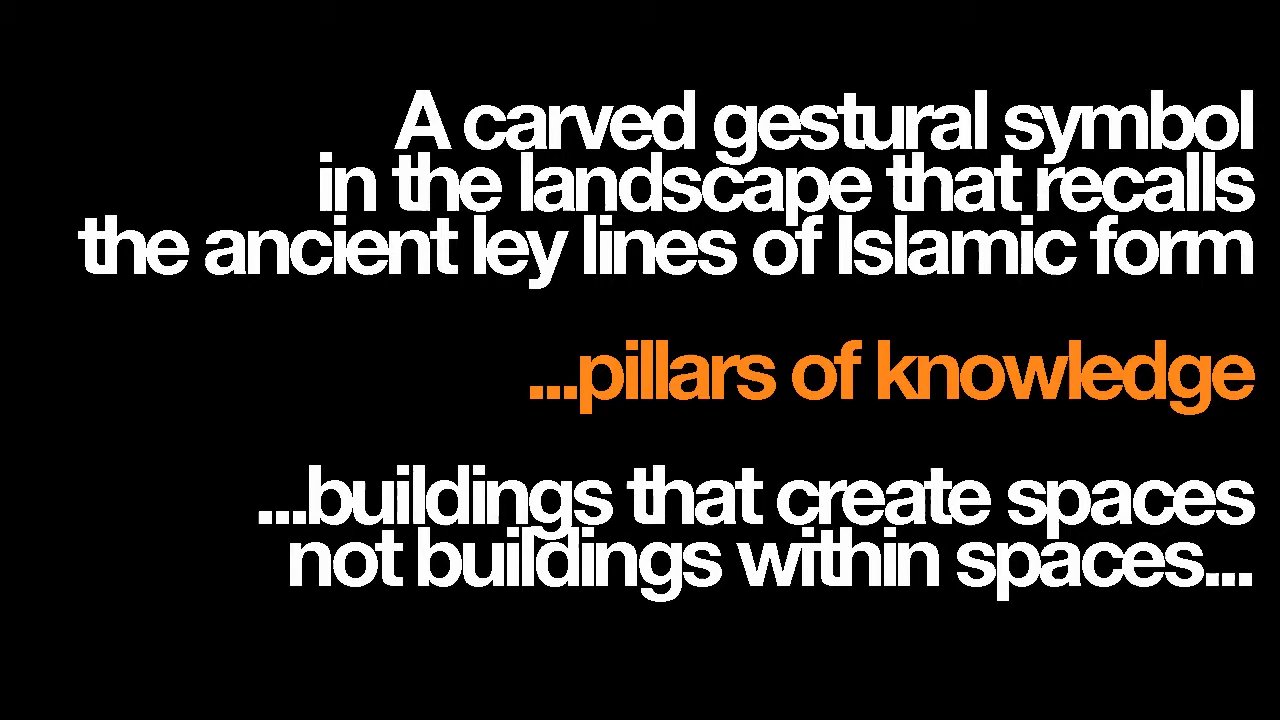 A carved gestural symbol
in the landscape that recalls
the ancient ley lines of Islamic form
...pillars of knowledge
...buildings that create spaces
not buildings within spaces...